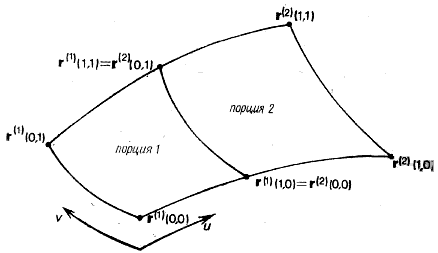 r⁽²⁾(1,1)
r⁽¹⁾(1,1)=r⁽²⁾(0,1)
порция 2
r⁽¹⁾(0,1)
порция 1
r⁽²⁾(1,0)
r⁽¹⁾(1,0)=r⁽²⁾(0,0)
r⁽¹⁾(0,0)
v
u